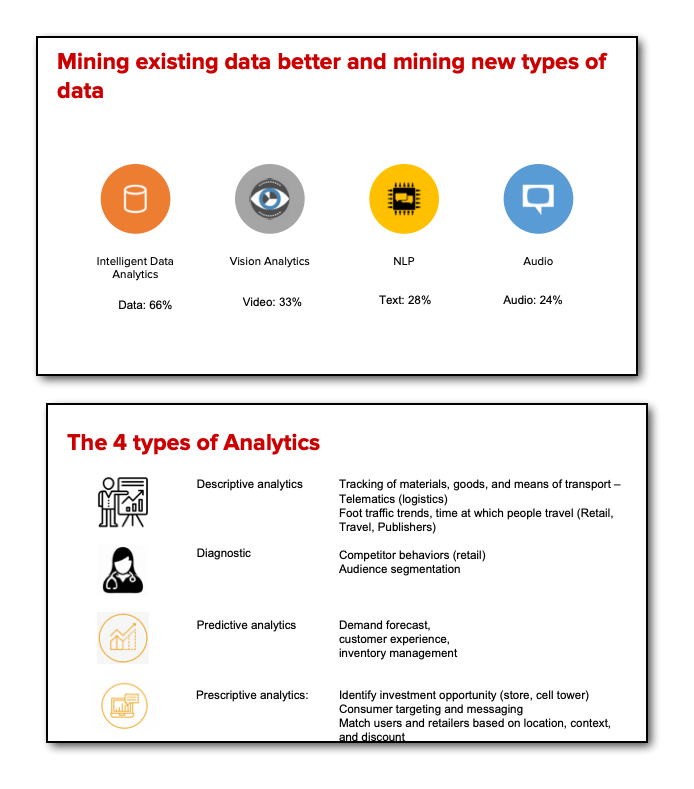 Mining existing data better and mining new types of
data
Intelligent Data
Analytics
Vision Analytics
NLP
Audio
Data: 66%
Video: 33%
Text: 28%
Audio: 24%
The 4 types of Analytics
Descriptive analytics
Tracking of materials, goods, and means of transport –
Telematics (logistics)
Foot traffic trends, time at which people travel (Retail,
Travel, Publishers)
Diagnostic
Competitor behaviors (retail)
Audience segmentation
Predictive analytics
Demand forecast,
customer experience,
inventory management
Prescriptive analytics:
Identify investment opportunity (store, cell tower)
Consumer targeting and messaging
Match users and retailers based on location, context,
and discount